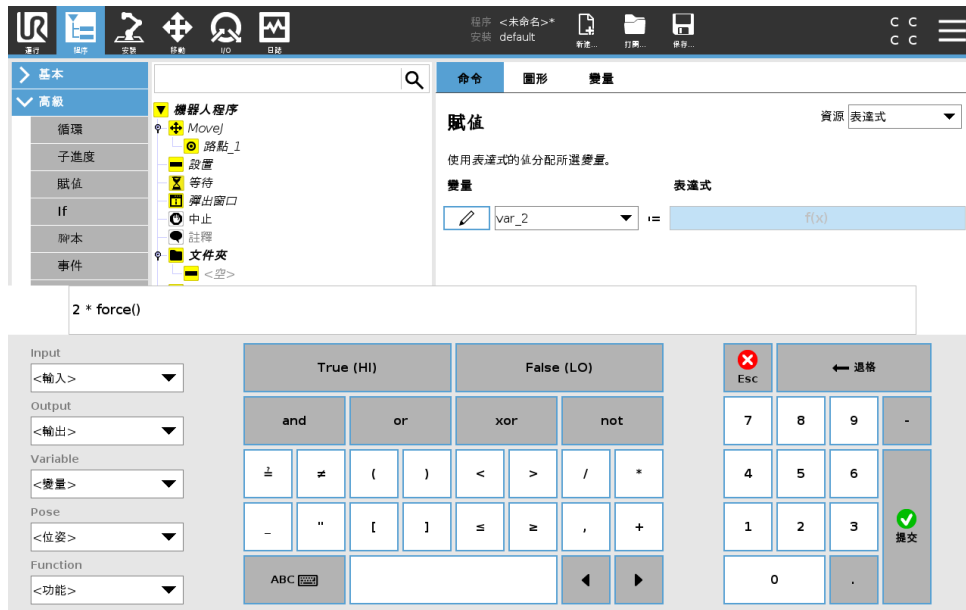 UR
運行
程序
安裝
移動
I/O
日誌
程序 <未命名>*
安裝 default
新建...
打開...
保存...
C C
C C
基本
高級
循環
子進度
賦值
If
腳本
事件
機器人程序
MoveJ
路點_1
設置
等待
彈出窗口
中止
註釋
文件夾
<空>
命令 圖形 變量
賦值
資源 表達式
使用表達式的值分配所選變量。
變量 表達式
var_2 := f(x)
2 * force()
Input
<輸入>
Output
<輸出>
Variable
<變量>
Pose
<位姿>
Function
<功能>
True (HI) False (LO)
and or xor not
≟ ≠ ( ) < > / *
_ " [ ] ≤ ≥ , +
ABC
Esc 退格
7 8 9 -
4 5 6
1 2 3
提交
0 .